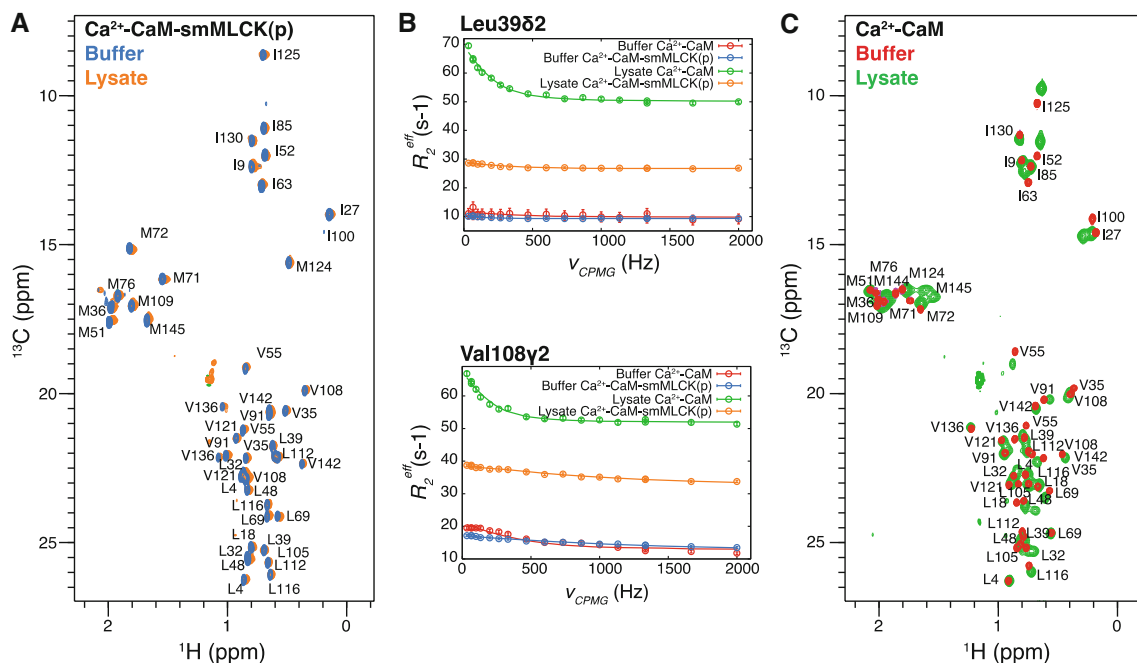 A
Ca²⁺-CaM-smMLCK(p)
Buffer
Lysate
I125
I130
I85
I9
I52
I63
I27
I100
M72
M124
M76
M71
M36
M109
M51
M145
V55
V108
V136
V142
V91
V35
V121
V55
V91
V35
L39
V136
L112
L32
V142
V121
V108
L4
L48
L116
L69
L69
L18
L39
L32
L105
L48
L112
L4
L116
10
15
20
25
¹³C (ppm)
2
1
0
¹H (ppm)
B
Leu39δ2
Buffer Ca²⁺-CaM
Buffer Ca²⁺-CaM-smMLCK(p)
Lysate Ca²⁺-CaM
Lysate Ca²⁺-CaM-smMLCK(p)
70
60
50
40
30
20
10
R₂ᵉᶠᶠ(s-1)
0
500
1000
1500
2000
νCPMG (Hz)
Val108γ2
Buffer Ca²⁺-CaM
Buffer Ca²⁺-CaM-smMLCK(p)
Lysate Ca²⁺-CaM
Lysate Ca²⁺-CaM-smMLCK(p)
60
50
40
30
20
10
R₂ᵉᶠᶠ(s-1)
0
500
1000
1500
2000
νCPMG (Hz)
C
Ca²⁺-CaM
Buffer
Lysate
I125
I130
I52
I9
I85
I63
I100
I27
M76
M124
M51
M144
M145
M36
M71
M72
M109
V55
V35
V91
V108
V142
V136
V136
V55
V121
L39
V108
V91
L112
L4
V35
L32
L116
V121
L18
L105
L69
L18
L48
L112
L39
L69
L48
L105
L32
L4
L116
10
15
20
25
¹³C (ppm)
2
1
0
¹H (ppm)